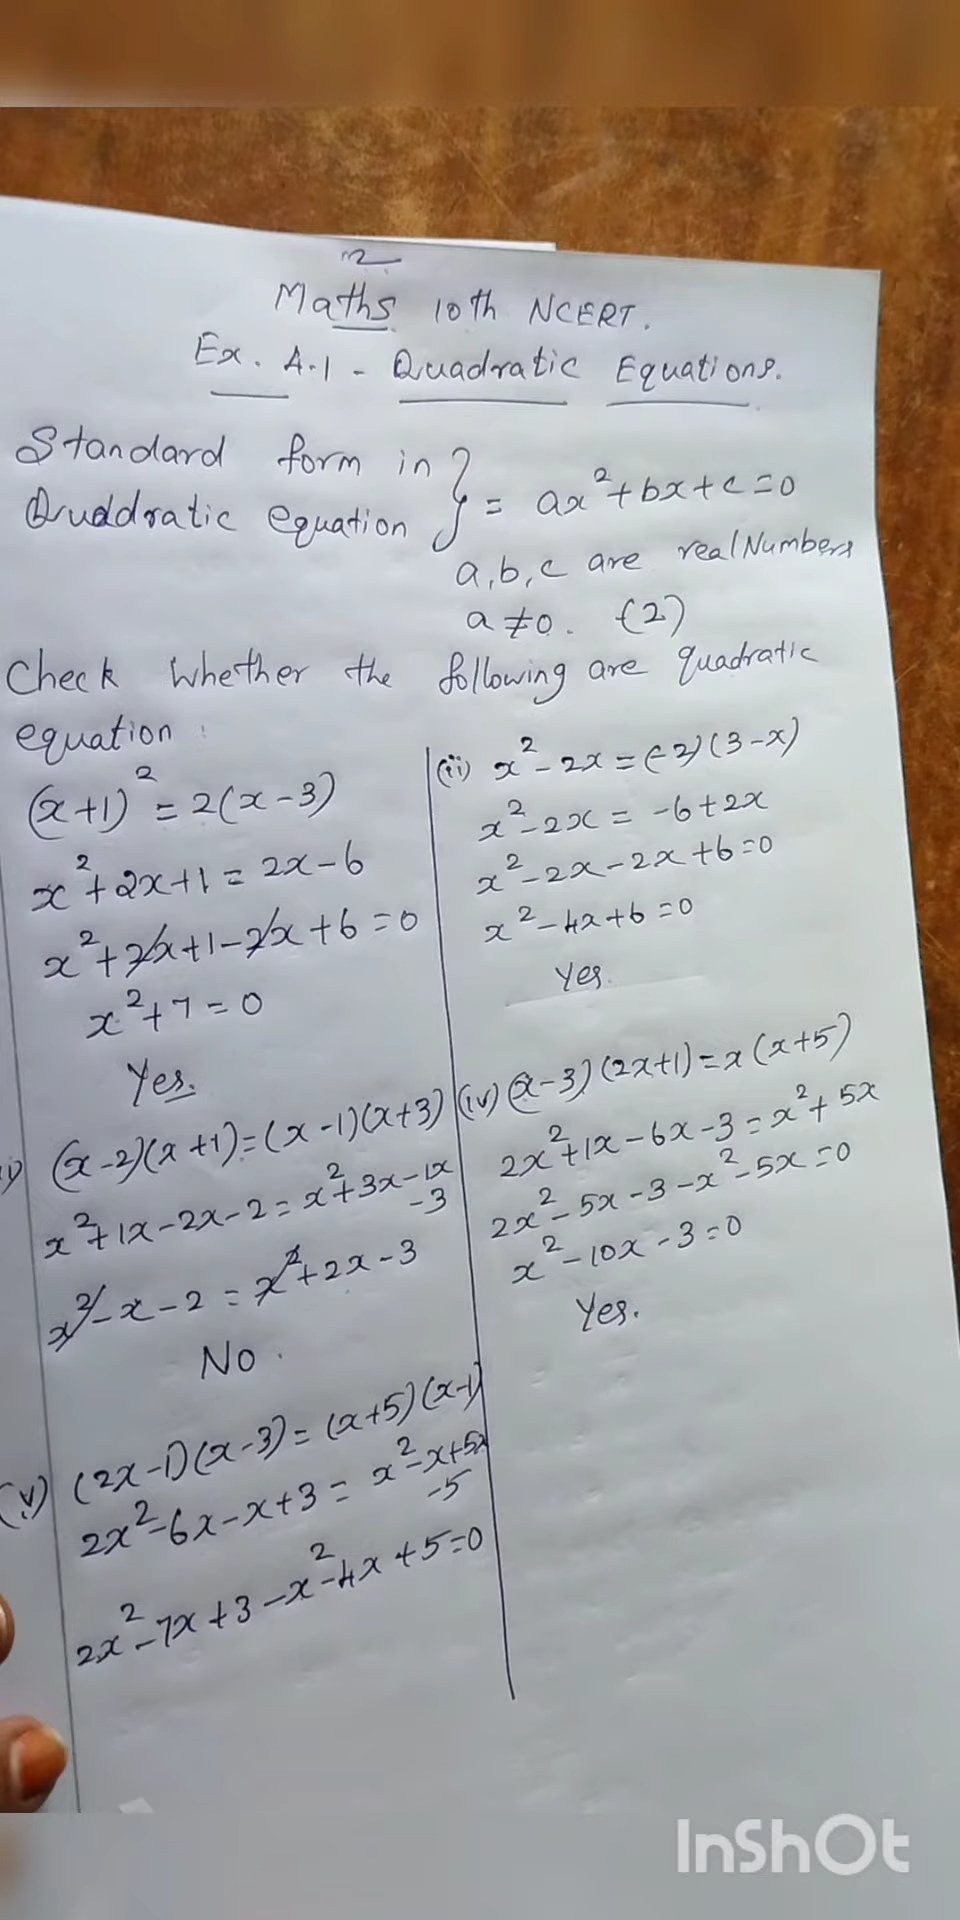 Maths 10th NCERT.
Ex. 4.1 - Quadratic Equations.
Standard form in
Quddratic equation } = ax²+bx+c=0
a,b,c are realNumbers
a≠0. (2)
Check Whether the following are quadratic
equation :
(x+1)² = 2(x-3)
x²+2x+1 = 2x-6
x²+2x+1-2x+6=0
x²+7=0
Yes.
(ii) x²-2x=(-2)(3-x)
x²-2x = -6+2x
x²-2x-2x+6=0
x²-4x+6=0
Yes.
i) (x-2)(x+1)=(x-1)(x+3)
x²+1x-2x-2=x²+3x-1x
-3
x²-x-2=x²+2x-3
No.
(iv) (x-3)(2x+1)=x(x+5)
2x²+1x-6x-3=x²+5x
2x²-5x-3-x²-5x=0
x²-10x-3=0
Yes.
(v) (2x-1)(x-3)=(x+5)(x-1)
2x²-6x-x+3=x²-x+5x
-5
2x²-7x+3-x²-4x+5=0
InShOt